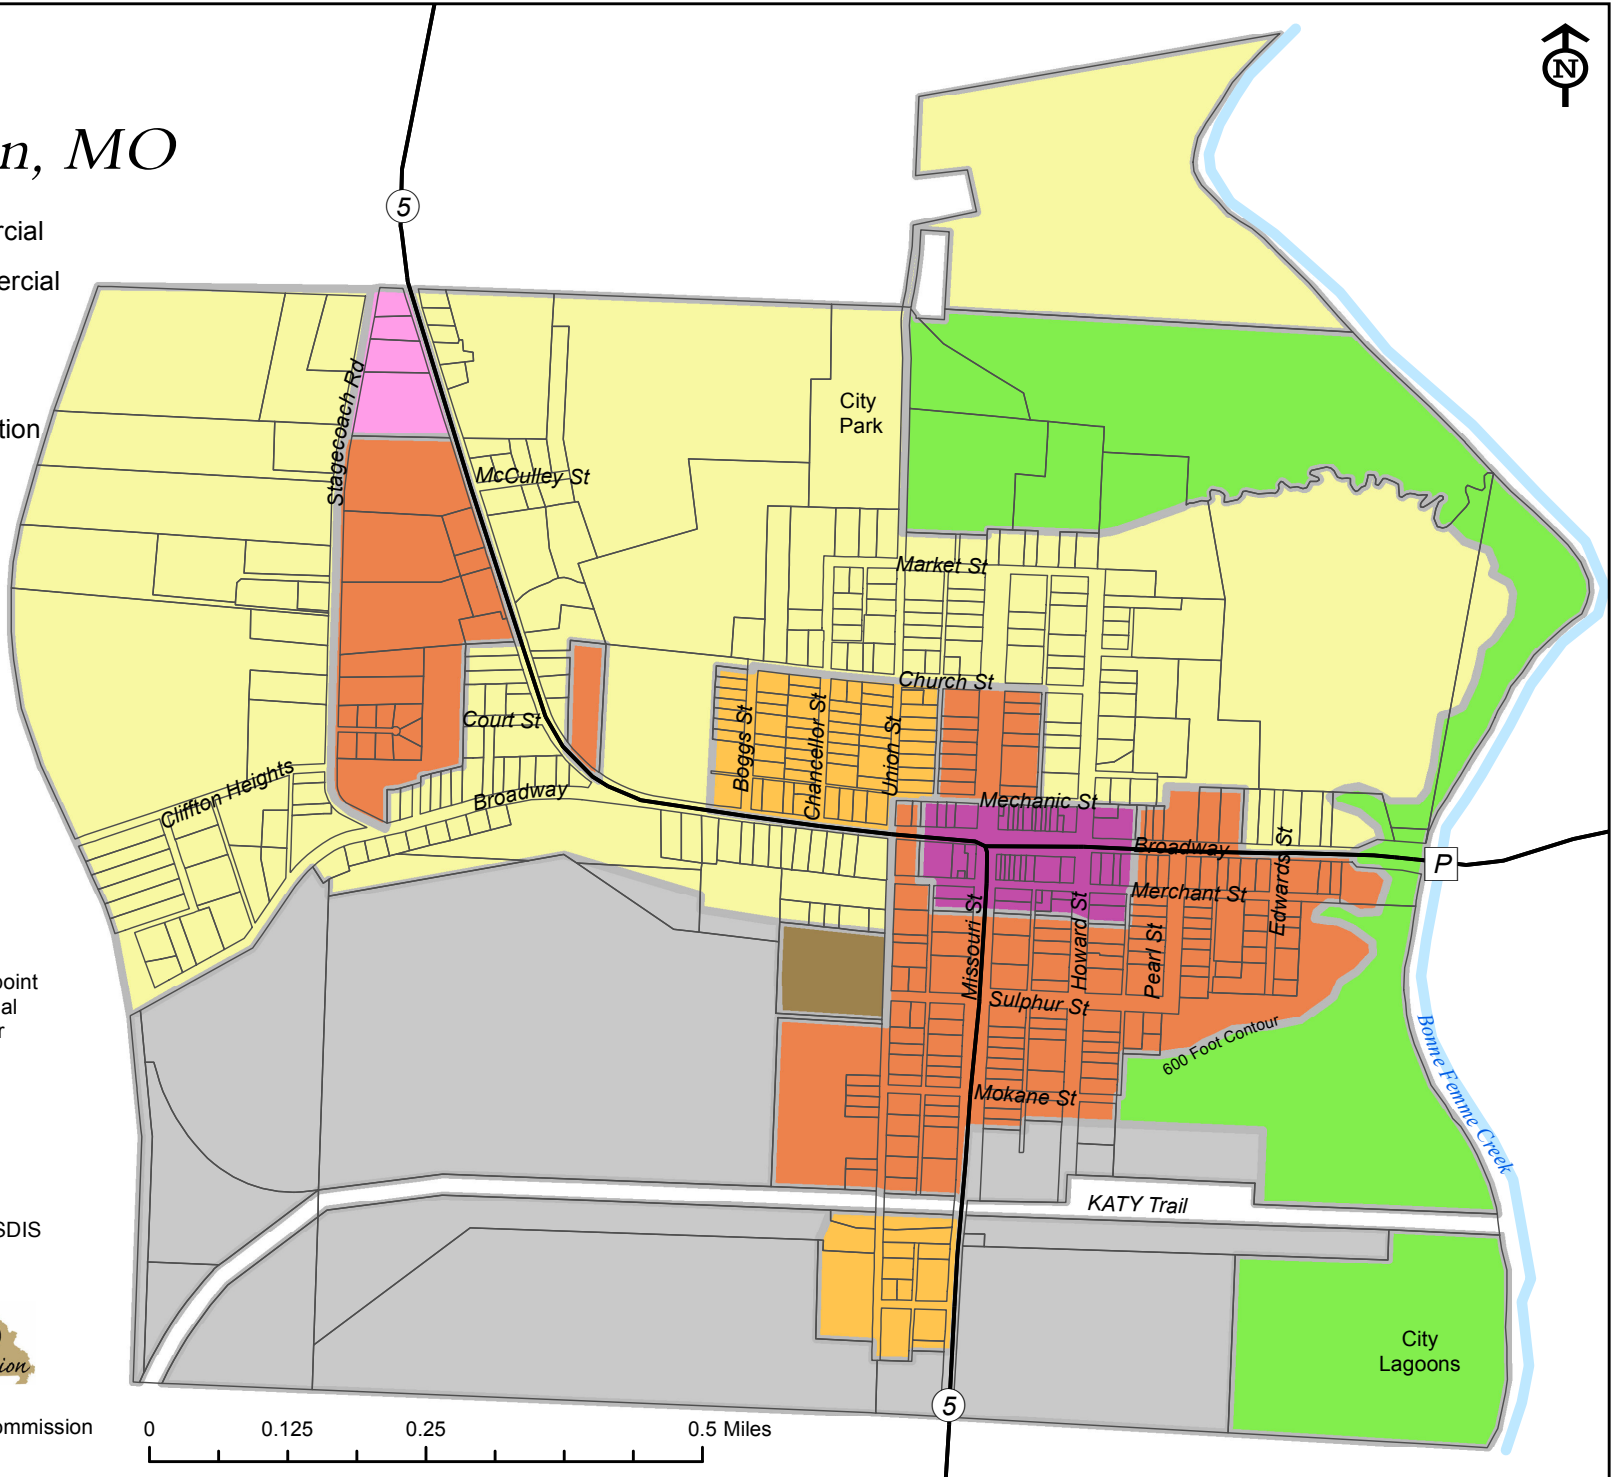 n, MO
rcial
ercial
tion
point
al
r
SDIS
ion
ommission
N
5
Stagecoach Rd
McCulley St
City
Park
Market St
Church St
Court St
Boggs St
Chancellor St
Union St
Cliffton Heights
Broadway
Mechanic St
Broadway
P
Merchant St
Edwards St
Missouri St
Howard St
Pearl St
Sulphur St
600 Foot Contour
Mokane St
Bonne Femme Creek
KATY Trail
City
Lagoons
5
0 0.125 0.25 0.5 Miles